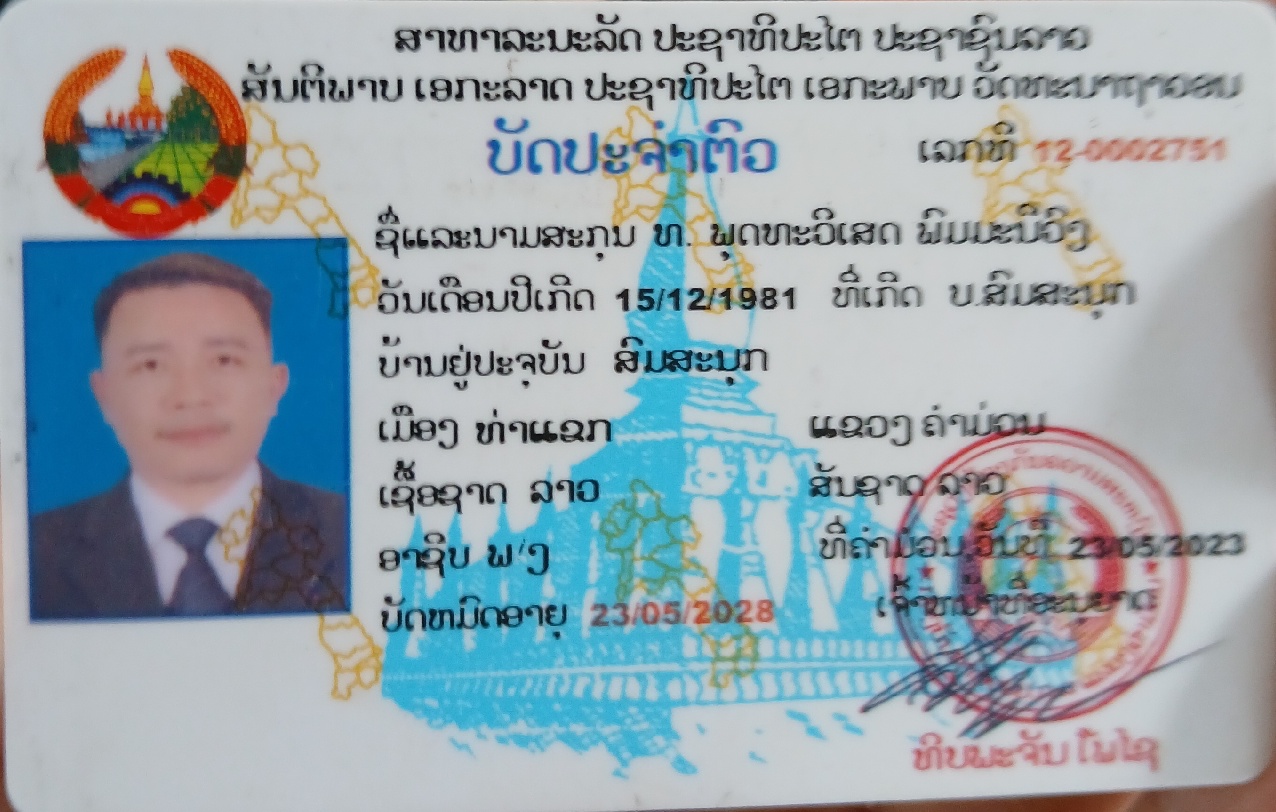 ສາທາລະນະລັດ ປະຊາທິປະໄຕ ປະຊາຊົນລາວ
ສັນຕິພາບ ເອກະລາດ ປະຊາທິປະໄຕ ເອກະພາບ ວັດທະນາຖາວອນ
ບັດປະຈຳຕົວ
ເລກທີ 12-0002751
ຊື່ແລະນາມສະກຸນ ທ. ພຸດທະວິເສດ ພິມມະນີວົງ
ວັນເດືອນປີເກີດ 15/12/1981 ທີ່ເກີດ ບ.ສົມສະນຸກ
ບ້ານຢູ່ປະຈຸບັນ ສົມສະນຸກ
ເມືອງ ທ່າແຂກ ແຂວງ ຄຳມ່ວນ
ເຊື້ອຊາດ ລາວ ສັນຊາດ ລາວ
ອາຊິບ ພ/ງ ທີ່ຄຳມ່ວນ,ວັນທີ 23/05/2023
ບັດຫມົດອາຍຸ 23/05/2028 ເຈົ້າຫນ້າທີ່ອະນຸຍາດ
ທິບພະຈັນ ໂພໄຊ